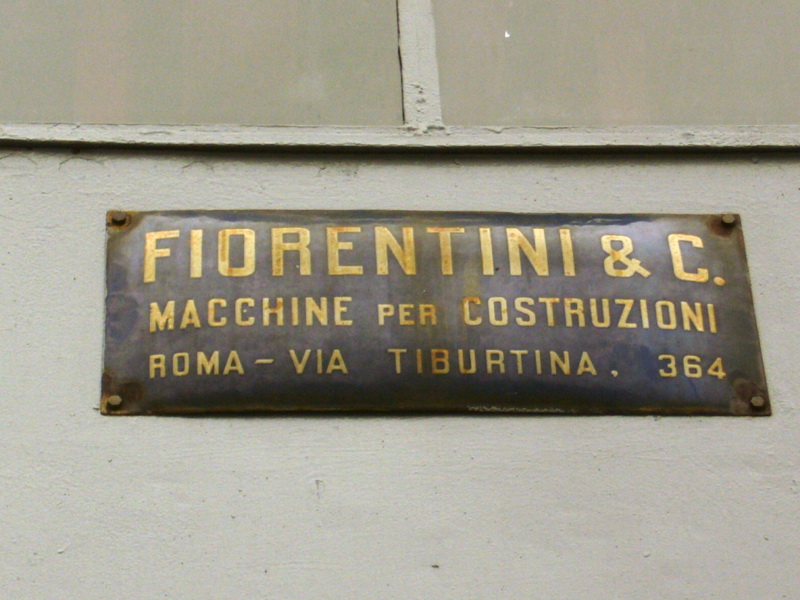 FIORENTINI & C.
MACCHINE PER COSTRUZIONI
ROMA - VIA TIBURTINA, 364